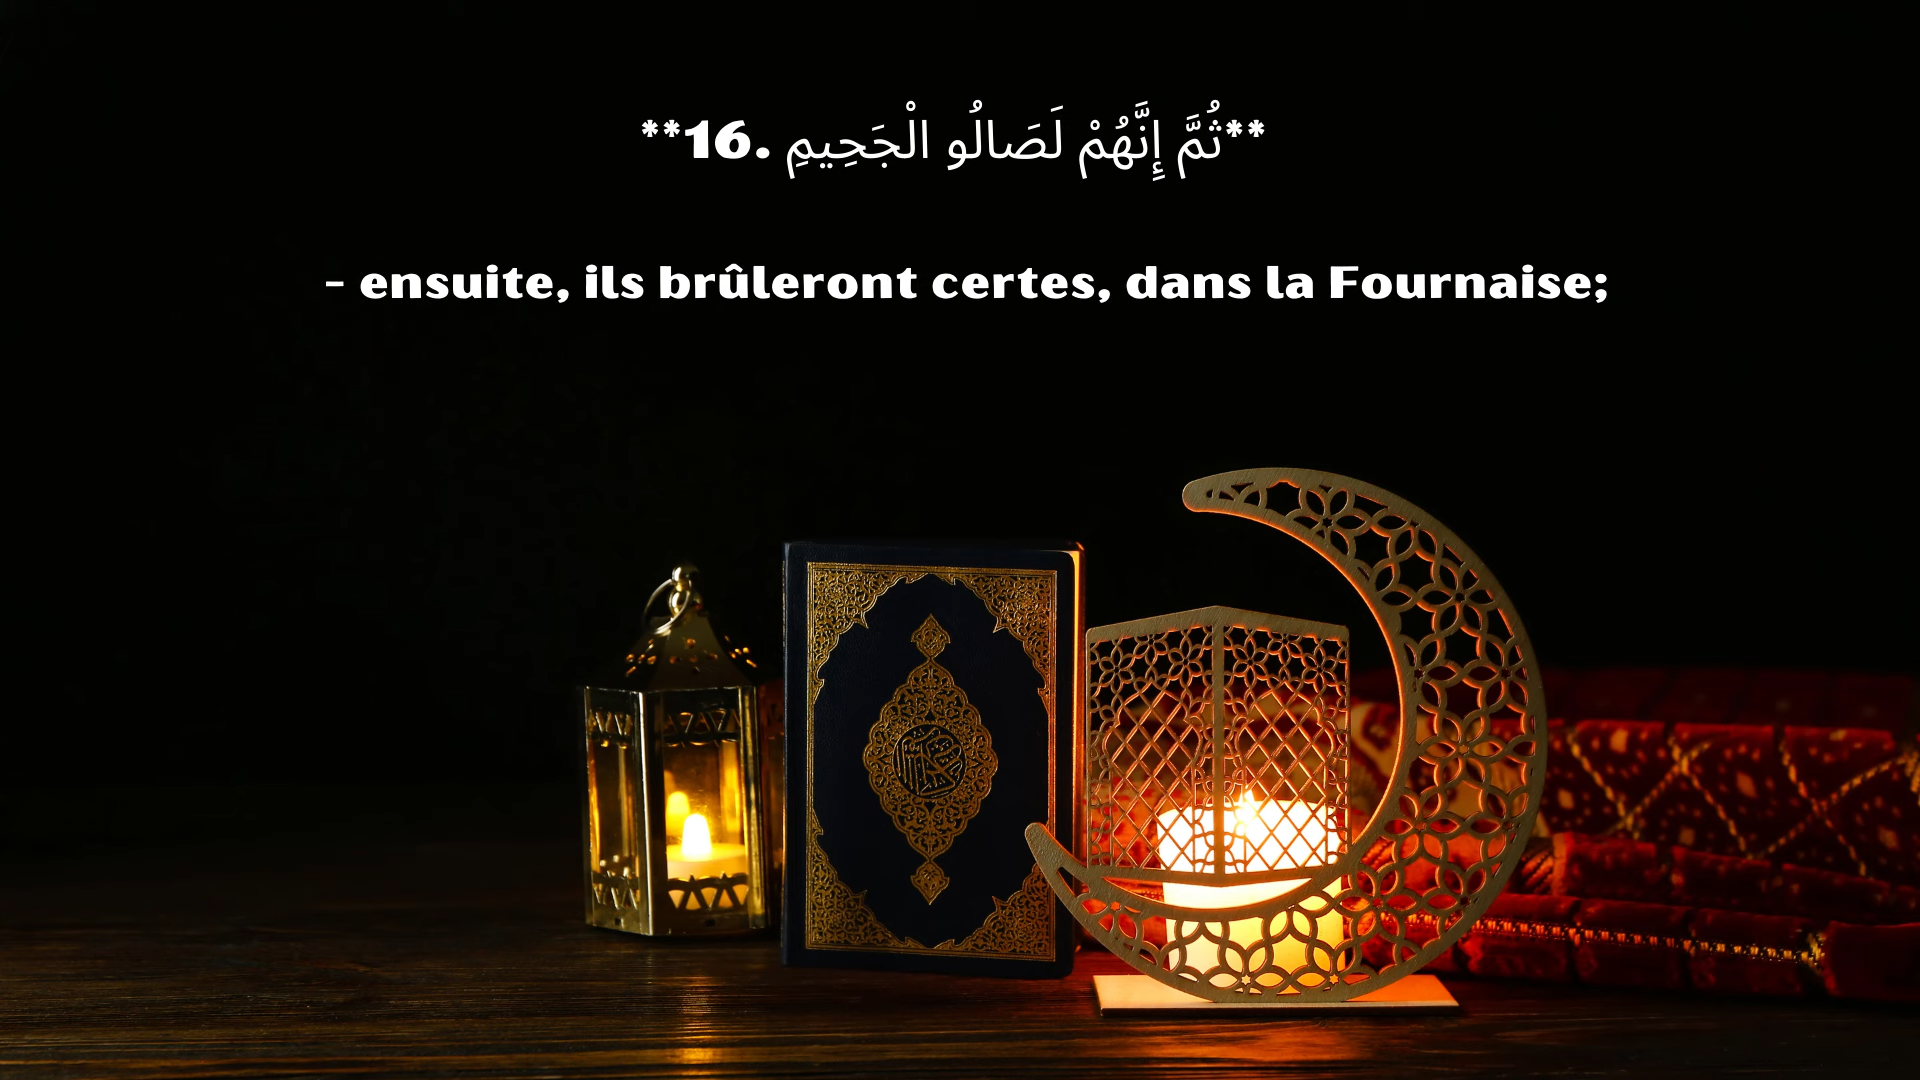 **16. ثُمَّ إِنَّهُمْ لَصَالُو الْجَحِيمِ**
- ensuite, ils brûleront certes, dans la Fournaise;